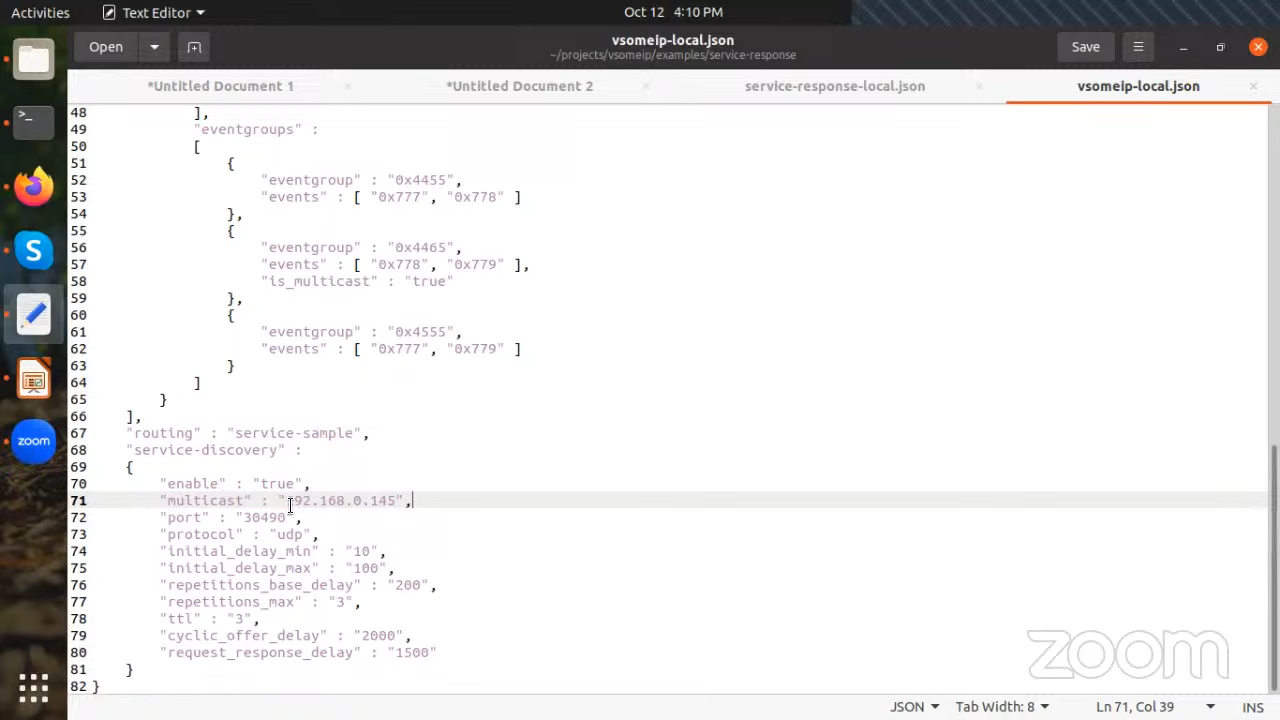 Activities
Text Editor
Oct 12 4:10 PM
Open
vsomeip-local.json
~/projects/vsomeip/examples/service-response
Save
*Untitled Document 1
*Untitled Document 2
service-response-local.json
vsomeip-local.json
48 ],
49 "eventgroups" :
50 [
51 {
52 "eventgroup" : "0x4455",
53 "events" : [ "0x777", "0x778" ]
54 },
55 {
56 "eventgroup" : "0x4465",
57 "events" : [ "0x778", "0x779" ],
58 "is_multicast" : "true"
59 },
60 {
61 "eventgroup" : "0x4555",
62 "events" : [ "0x777", "0x779" ]
63 }
64 ]
65 }
66 ],
67 "routing" : "service-sample",
68 "service-discovery" :
69 {
70 "enable" : "true",
71 "multicast" : "192.168.0.145",
72 "port" : "30490",
73 "protocol" : "udp",
74 "initial_delay_min" : "10",
75 "initial_delay_max" : "100",
76 "repetitions_base_delay" : "200",
77 "repetitions_max" : "3",
78 "ttl" : "3",
79 "cyclic_offer_delay" : "2000",
80 "request_response_delay" : "1500"
81 }
82 }
zoom
zoom
JSON
Tab Width: 8
Ln 71, Col 39
INS